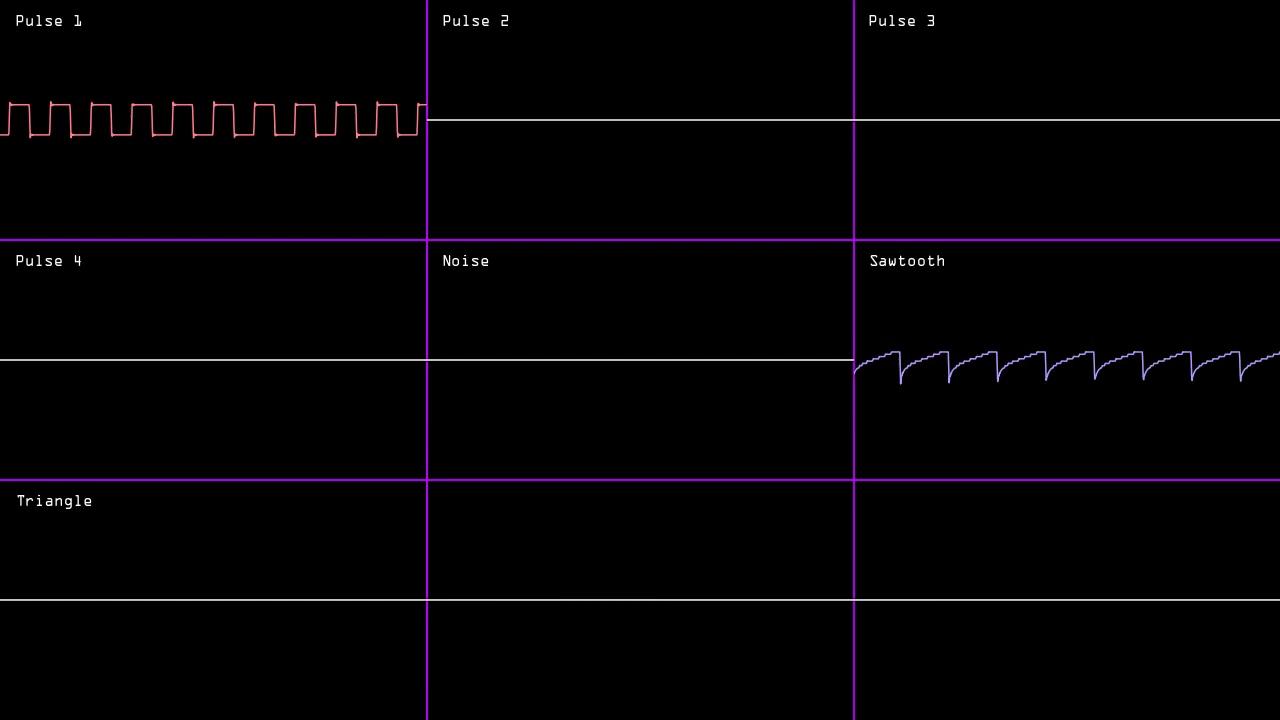 Pulse 1
Pulse 2
Pulse 3
Pulse 4
Noise
Sawtooth
Triangle